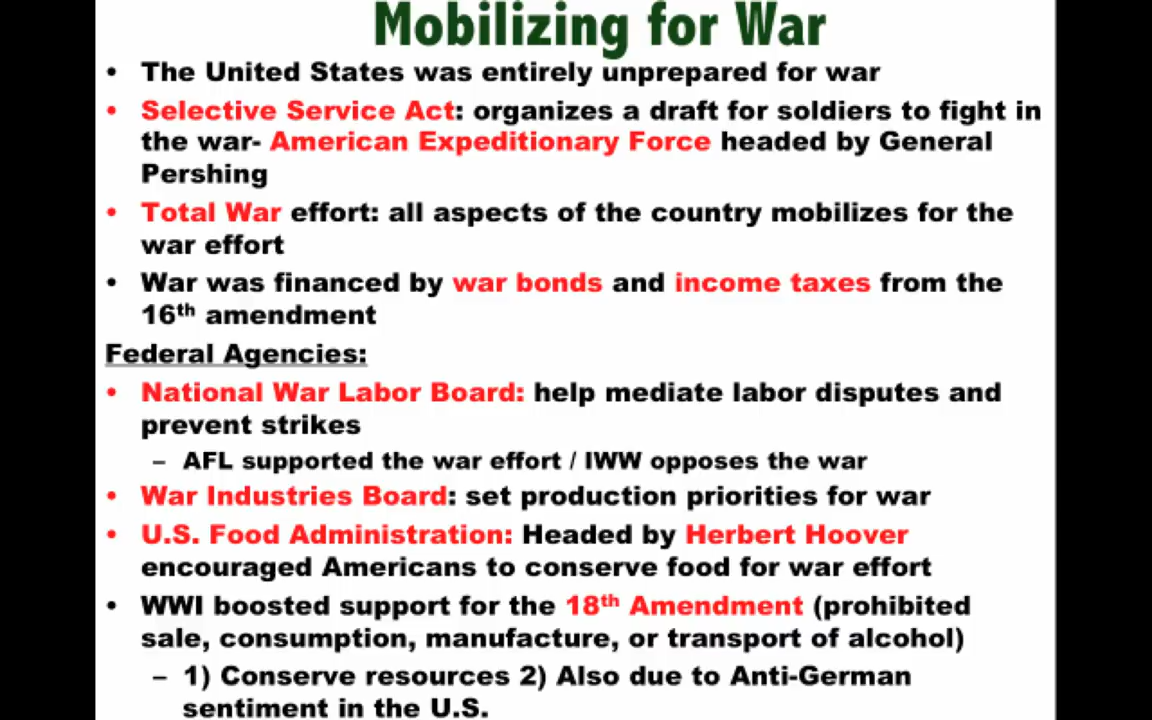 Mobilizing for War
• The United States was entirely unprepared for war
• Selective Service Act: organizes a draft for soldiers to fight in
the war- American Expeditionary Force headed by General
Pershing
• Total War effort: all aspects of the country mobilizes for the
war effort
• War was financed by war bonds and income taxes from the
16th amendment
Federal Agencies:
• National War Labor Board: help mediate labor disputes and
prevent strikes
– AFL supported the war effort / IWW opposes the war
• War Industries Board: set production priorities for war
• U.S. Food Administration: Headed by Herbert Hoover
encouraged Americans to conserve food for war effort
• WWI boosted support for the 18th Amendment (prohibited
sale, consumption, manufacture, or transport of alcohol)
– 1) Conserve resources 2) Also due to Anti-German
sentiment in the U.S.